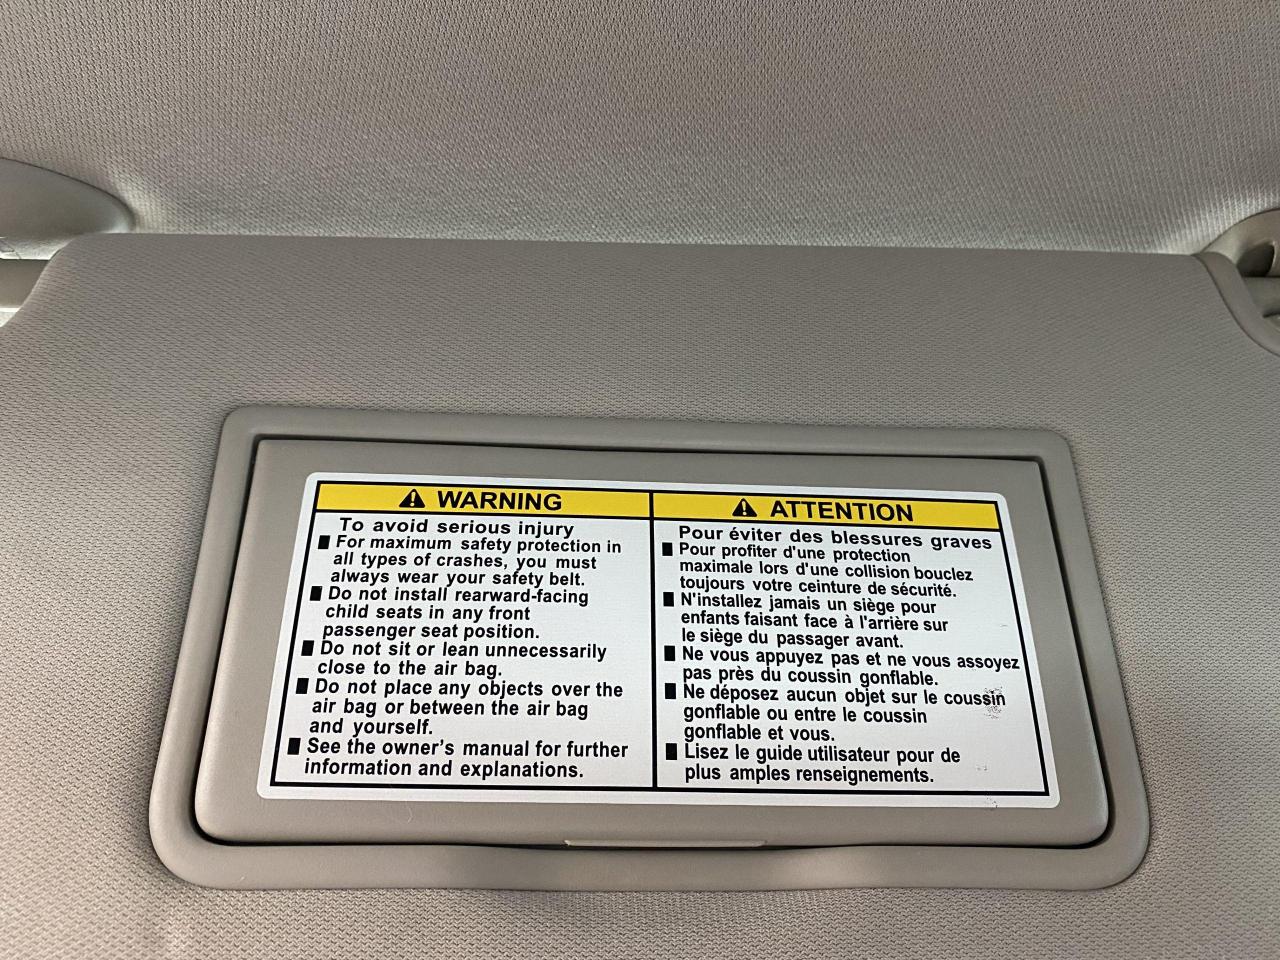 WARNING
To avoid serious injury
■ For maximum safety protection in
all types of crashes, you must
always wear your safety belt.
■ Do not install rearward-facing
child seats in any front
passenger seat position.
■ Do not sit or lean unnecessarily
close to the air bag.
■ Do not place any objects over the
air bag or between the air bag
and yourself.
■ See the owner's manual for further
information and explanations.
ATTENTION
Pour éviter des blessures graves
■ Pour profiter d'une protection
maximale lors d'une collision bouclez
toujours votre ceinture de sécurité.
■ N'installez jamais un siège pour
enfants faisant face à l'arrière sur
le siège du passager avant.
■ Ne vous appuyez pas et ne vous assoyez
pas près du coussin gonflable.
■ Ne déposez aucun objet sur le coussin
gonflable ou entre le coussin
gonflable et vous.
■ Lisez le guide utilisateur pour de
plus amples renseignements.